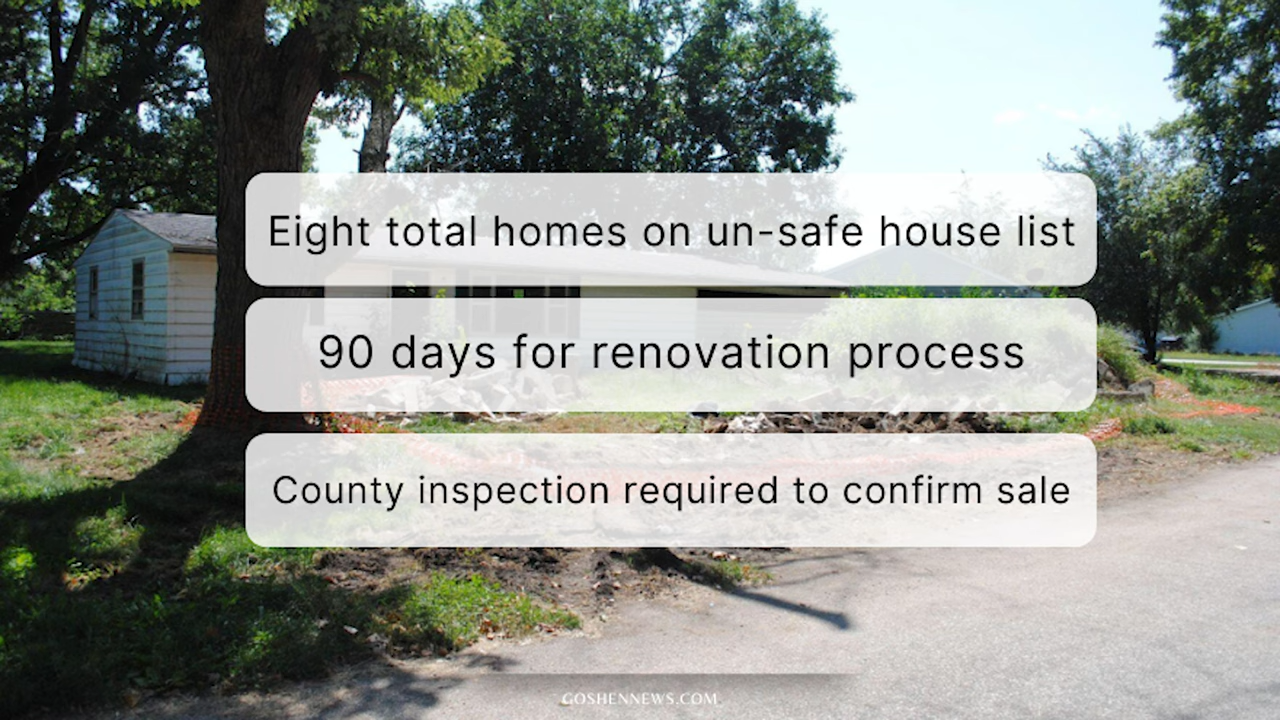 Eight total homes on un-safe house list
90 days for renovation process
County inspection required to confirm sale
GOSHENNEWS.COM